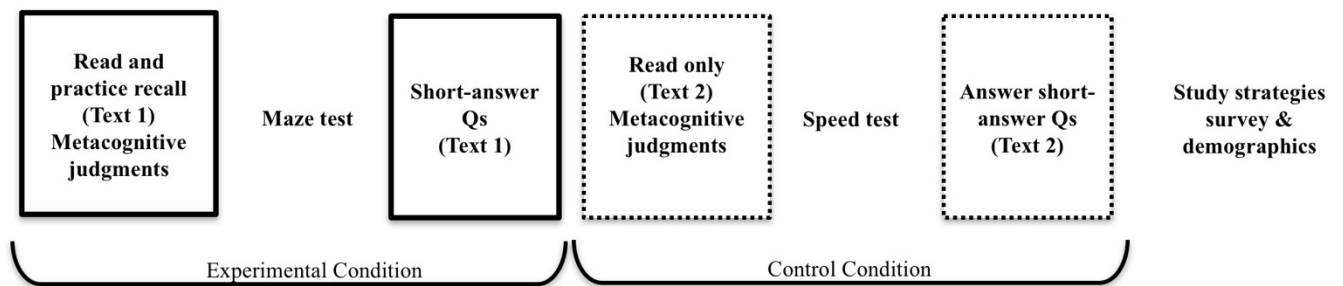 Read and
practice recall
(Text 1)
Metacognitive
judgments
Maze test
Short-answer
Qs
(Text 1)
Read only
(Text 2)
Metacognitive
judgments
Speed test
Answer short-
answer Qs
(Text 2)
Study strategies
survey &
demographics
Experimental Condition
Control Condition